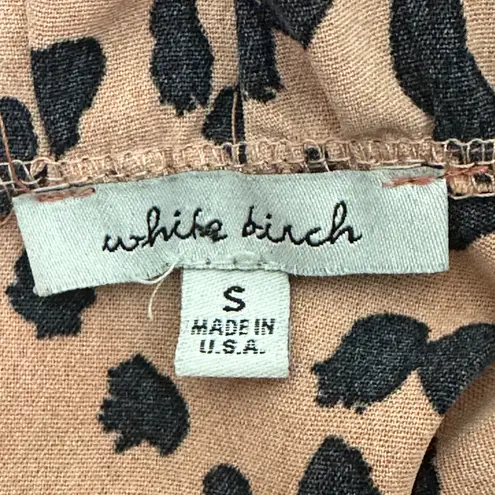 white birch
S
MADE IN
U.S.A.